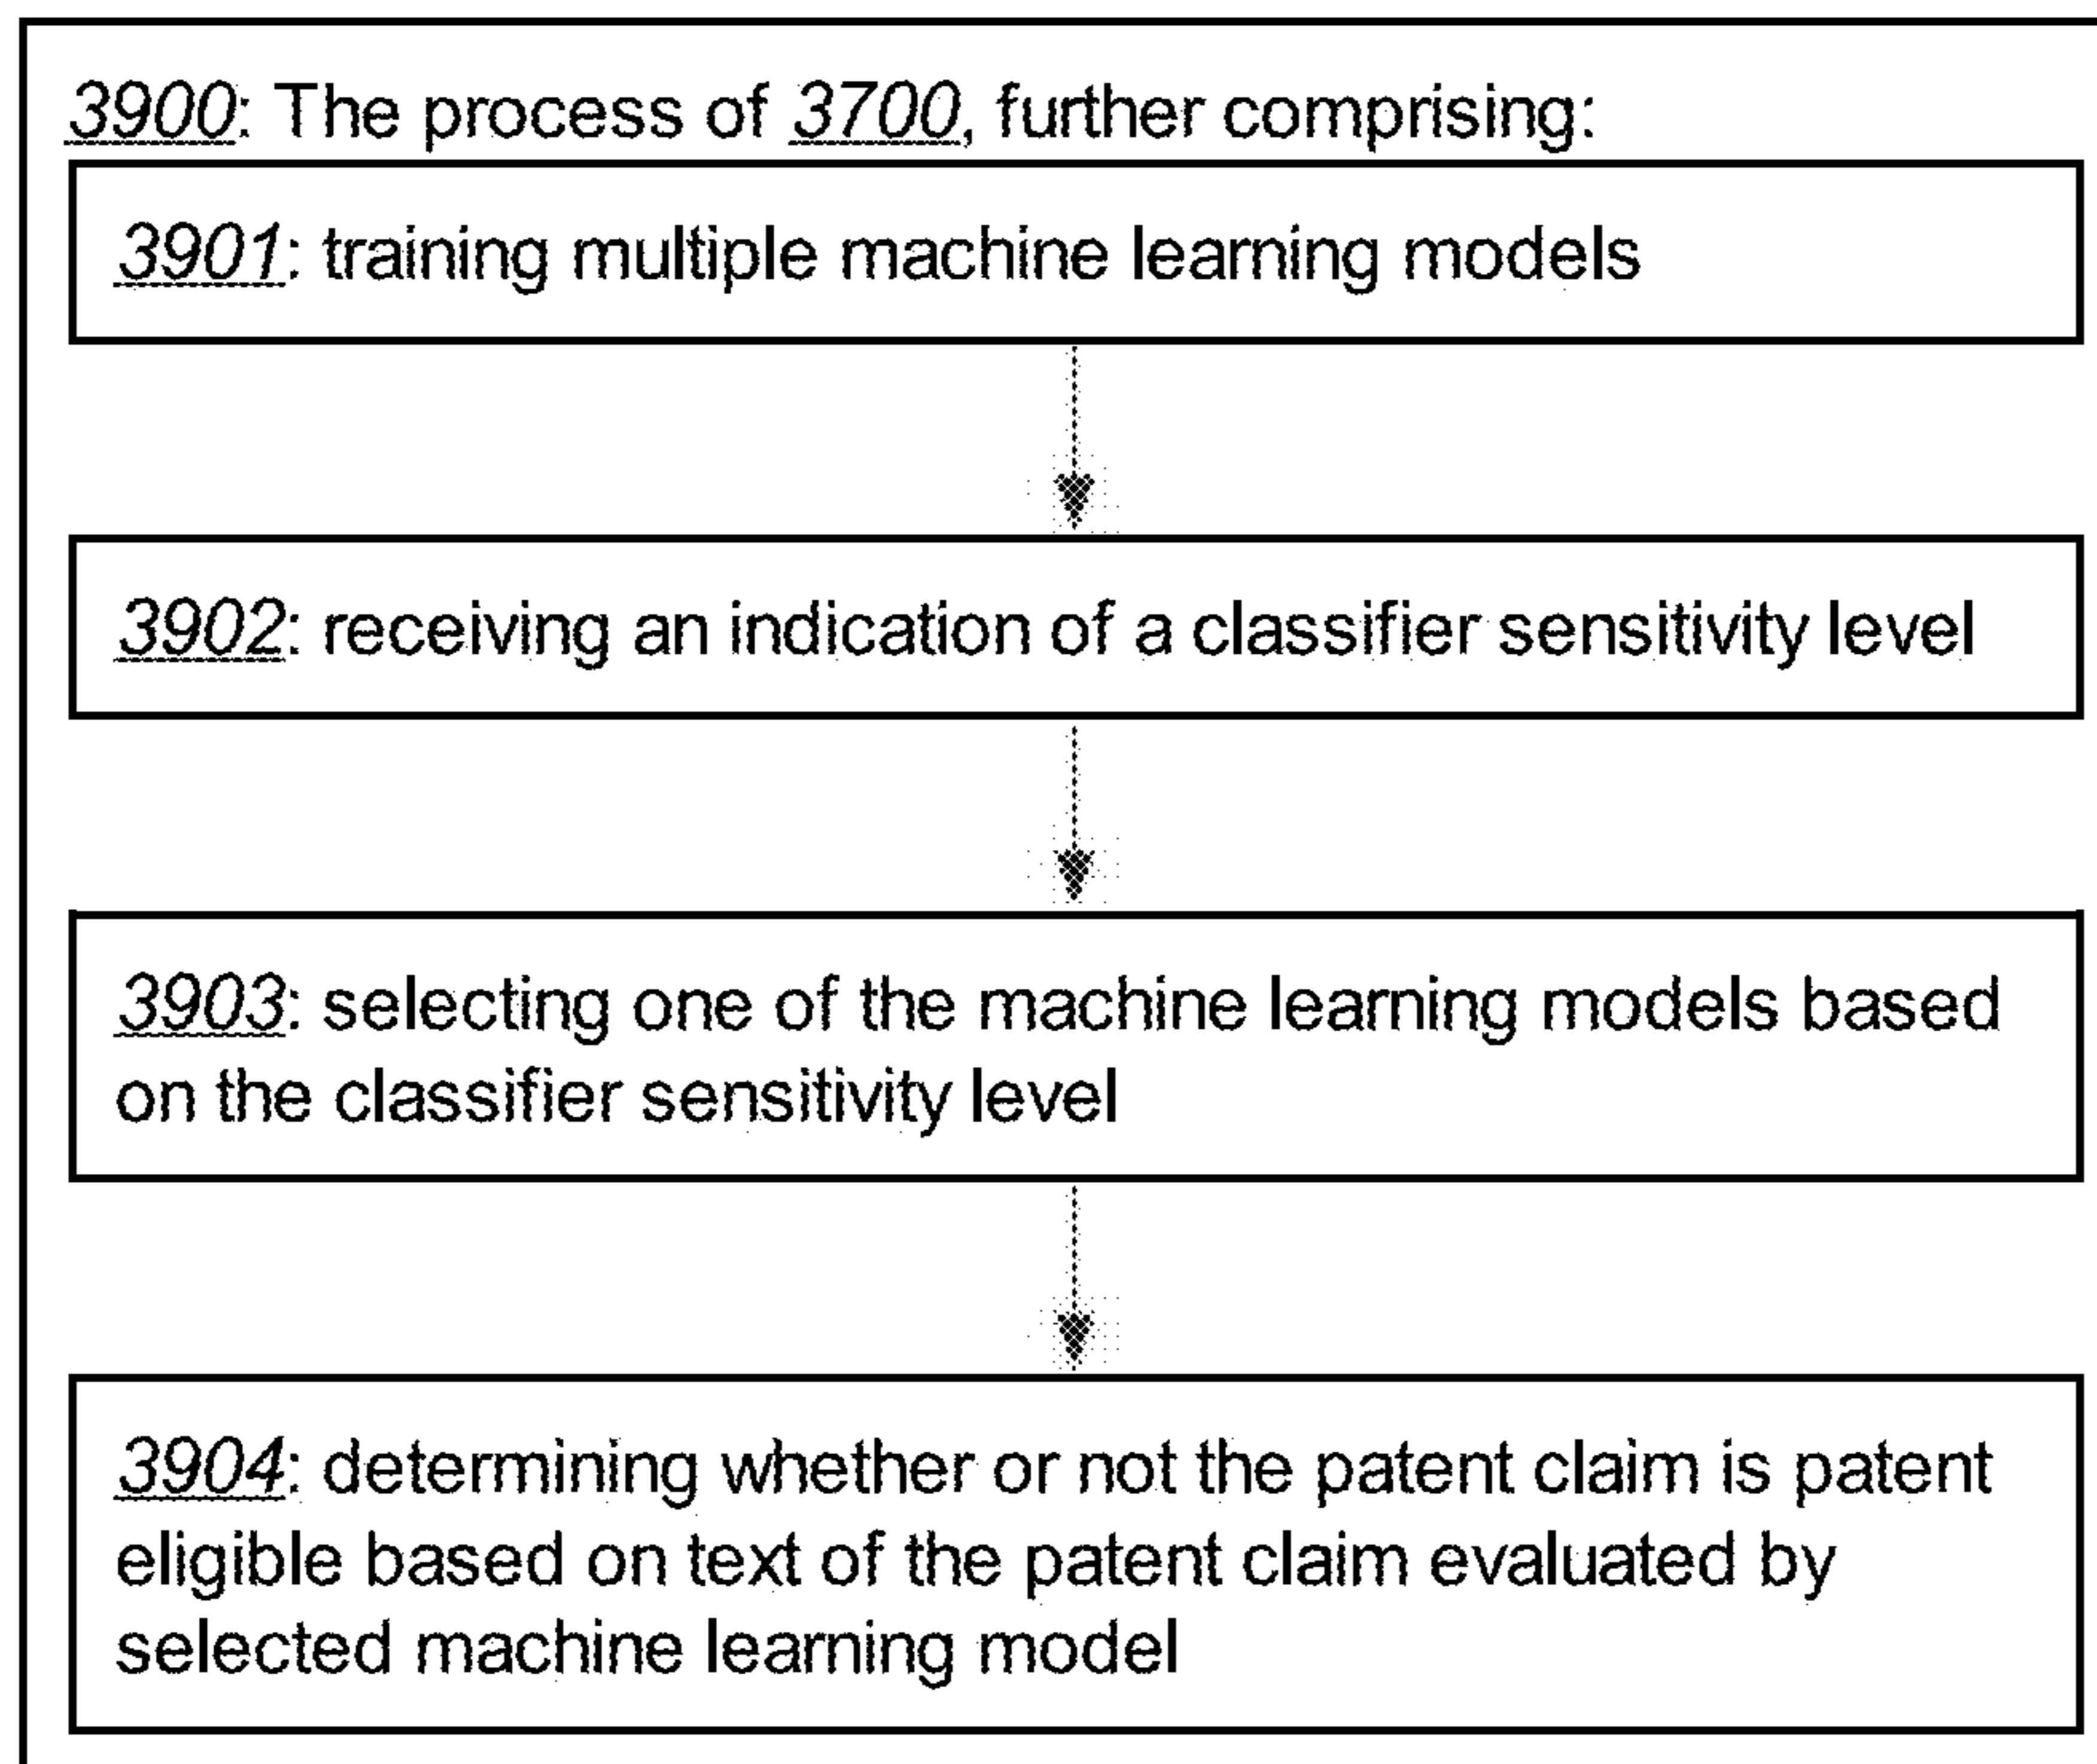 3900: The process of 3700, further comprising:
3901: training multiple machine learning models
3902: receiving an indication of a classifier sensitivity level
3903: selecting one of the machine learning models based
on the classifier sensitivity level
3904: determining whether or not the patent claim is patent
eligible based on text of the patent claim evaluated by
selected machine learning model